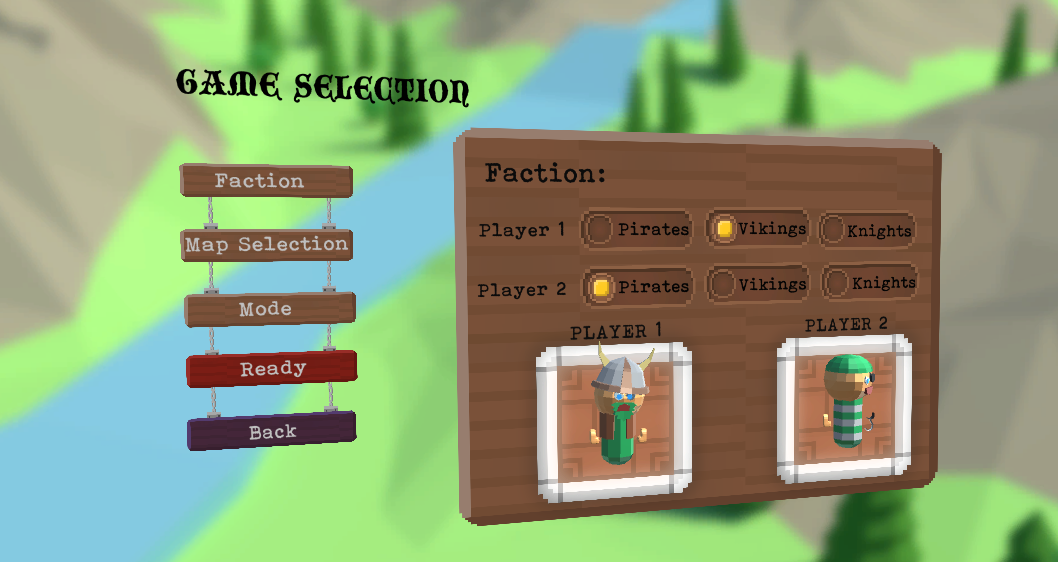 GAME SELECTION
Faction
Map Selection
Mode
Ready
Back
Faction:
Player 1 Pirates Vikings Knights
Player 2 Pirates Vikings Knights
PLAYER 1 PLAYER 2